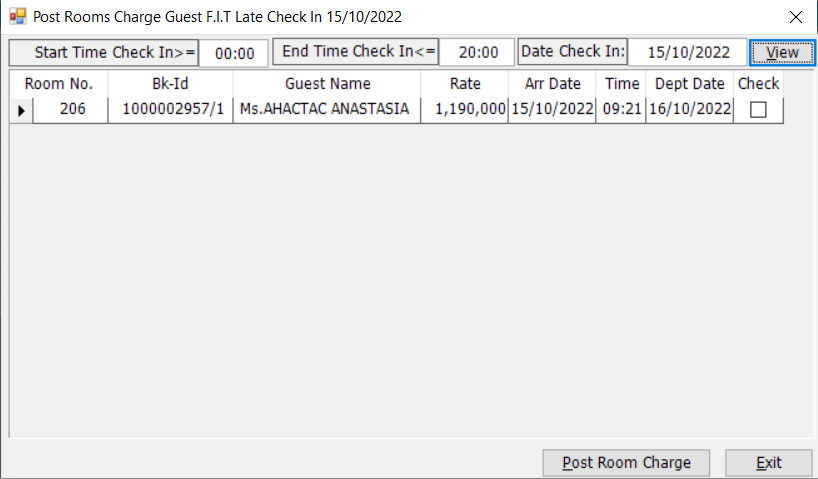 Post Rooms Charge Guest F.I.T Late Check In 15/10/2022
Start Time Check In>= 00:00 End Time Check In<= 20:00 Date Check In: 15/10/2022 View
Room No. Bk-Id Guest Name Rate Arr Date Time Dept Date Check
206 1000002957/1 Ms.AHACTAC ANASTASIA 1,190,000 15/10/2022 09:21 16/10/2022
Post Room Charge Exit